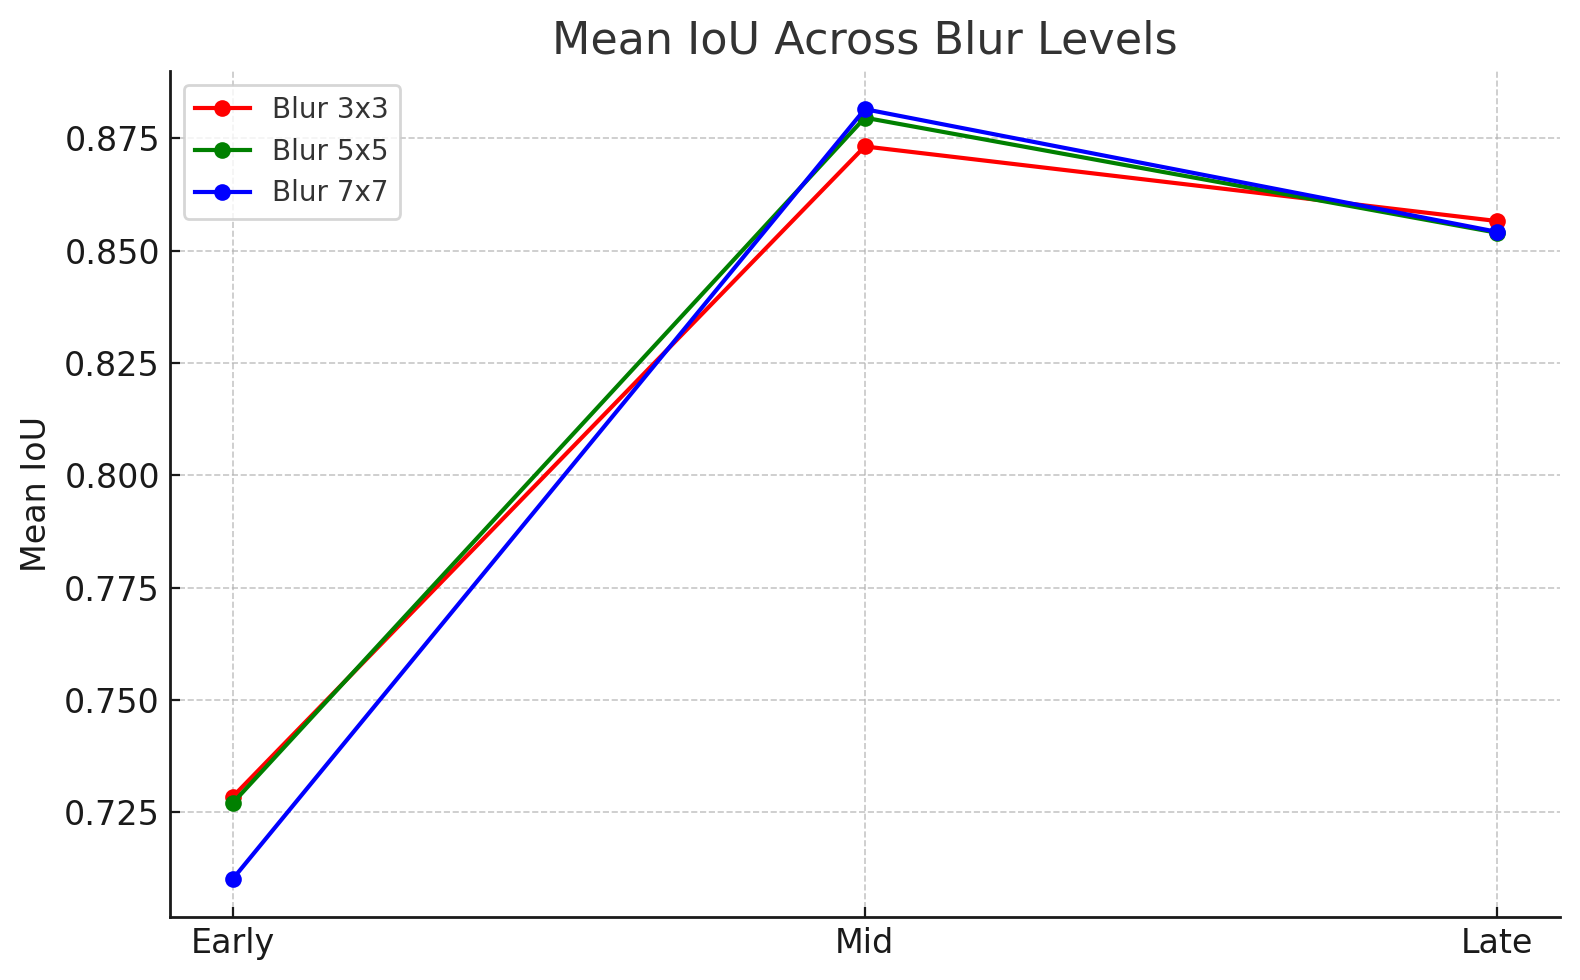 Mean IoU Across Blur Levels
Blur 3x3
Blur 5x5
Blur 7x7
0.875
0.850
0.825
0.800
0.775
0.750
0.725
Mean IoU
Early
Mid
Late